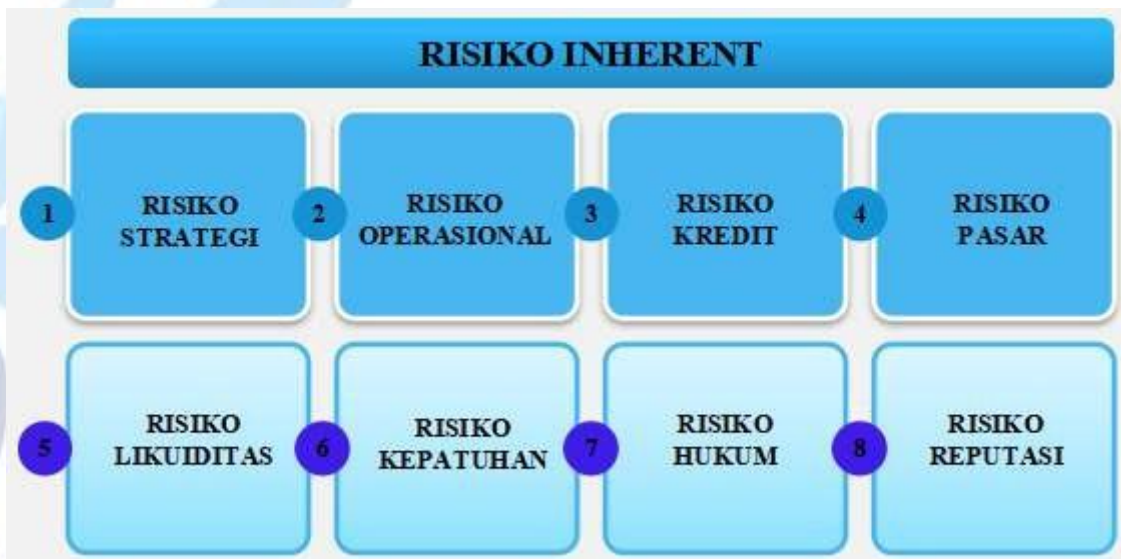 RISIKO INHERENT
1
RISIKO
STRATEGI
2
RISIKO
OPERASIONAL
3
RISIKO
KREDIT
4
RISIKO
PASAR
5
RISIKO
LIKUIDITAS
6
RISIKO
KEPATUHAN
7
RISIKO
HUKUM
8
RISIKO
REPUTASI